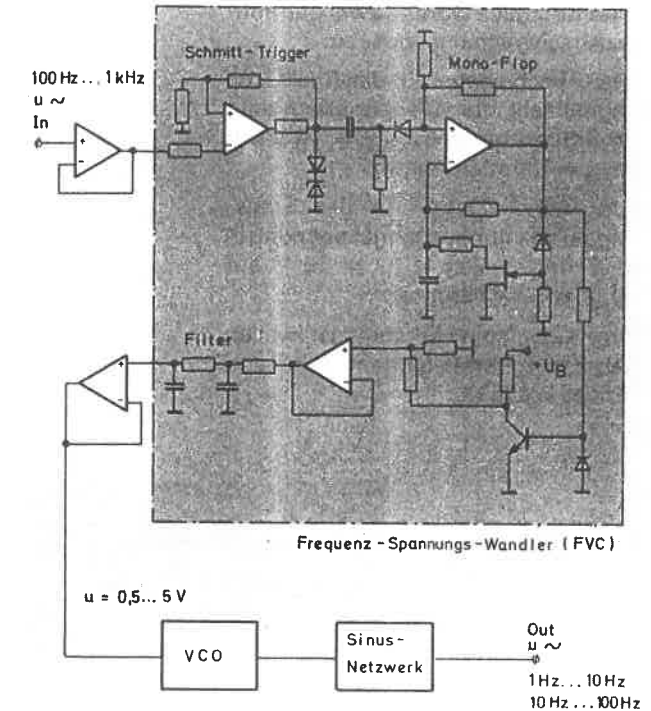 Schmitt-Trigger
Mono-Flop
100 Hz... 1 kHz
u ~
In
+
-
+
-
+
-
Filter
+
-
+
-
+UB
Frequenz-Spannungs-Wandler (FVC)
u = 0,5... 5 V
VCO
Sinus-
Netzwerk
Out
u ~
1 Hz... 10 Hz
10 Hz... 100 Hz